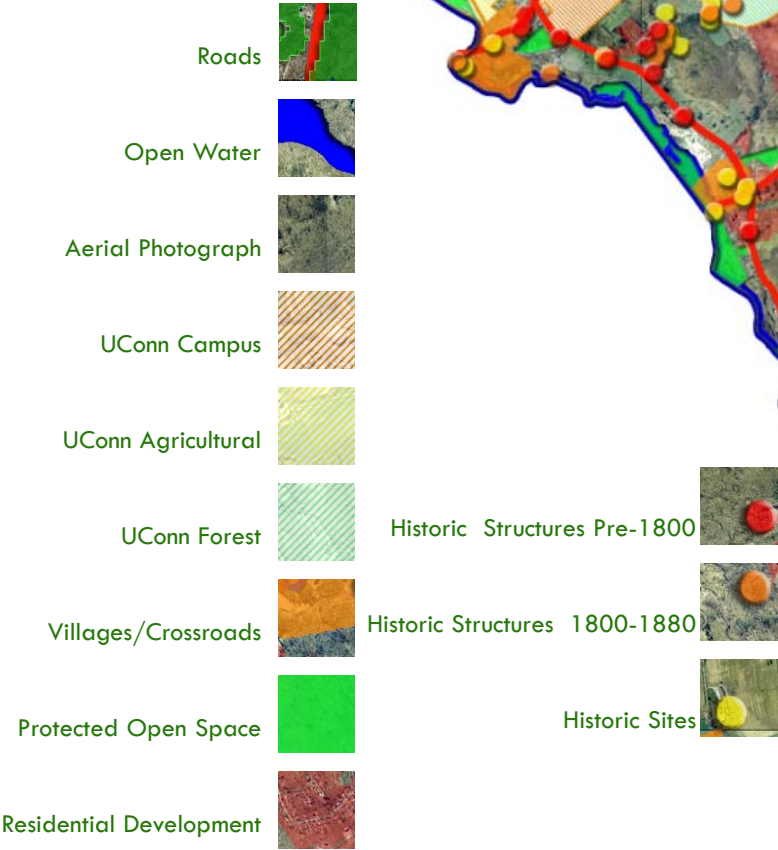 Roads
Open Water
Aerial Photograph
UConn Campus
UConn Agricultural
UConn Forest
Villages/Crossroads
Protected Open Space
Residential Development
Historic Structures Pre-1800
Historic Structures 1800-1880
Historic Sites